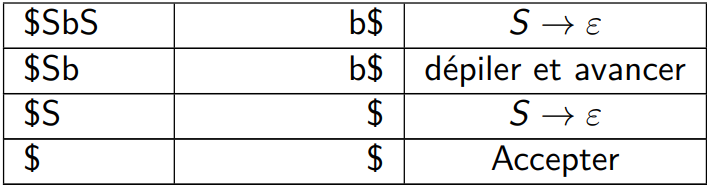 $SbS b$ S → ε
$Sb b$ dépiler et avancer
$S $ S → ε
$ $ Accepter